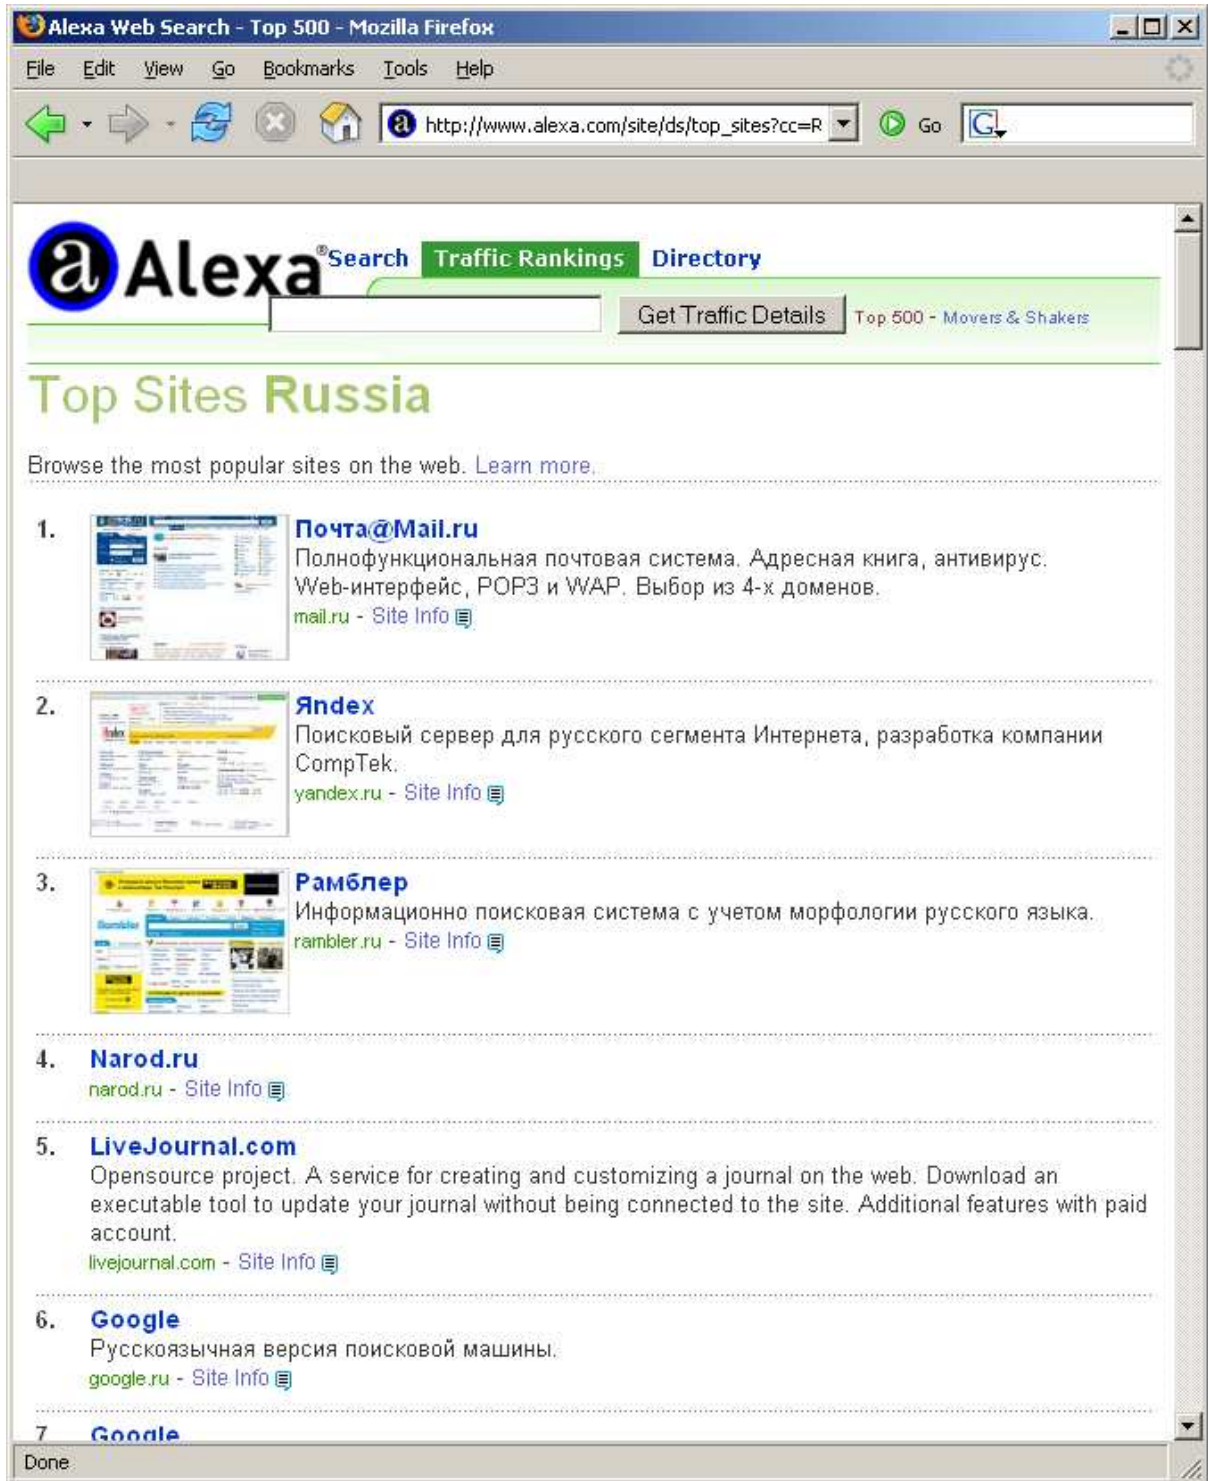 Alexa Web Search - Top 500 - Mozilla Firefox
File Edit View Go Bookmarks Tools Help
http://www.alexa.com/site/ds/top_sites?cc=R Go G
a Alexa® Search Traffic Rankings Directory
Get Traffic Details Top 500 - Movers & Shakers
Top Sites Russia
Browse the most popular sites on the web. Learn more.
1. Почта@Mail.ru
Полнофункциональная почтовая система. Адресная книга, антивирус.
Web-интерфейс, POP3 и WAP. Выбор из 4-х доменов.
mail.ru - Site Info
2. Яndex
Поисковый сервер для русского сегмента Интернета, разработка компании
CompTek.
yandex.ru - Site Info
3. Рамблер
Rambler
Информационно поисковая система с учетом морфологии русского языка.
rambler.ru - Site Info
4. Narod.ru
narod.ru - Site Info
5. LiveJournal.com
Opensource project. A service for creating and customizing a journal on the web. Download an
executable tool to update your journal without being connected to the site. Additional features with paid
account.
livejournal.com - Site Info
6. Google
Русскоязычная версия поисковой машины.
google.ru - Site Info
7 Google
Done